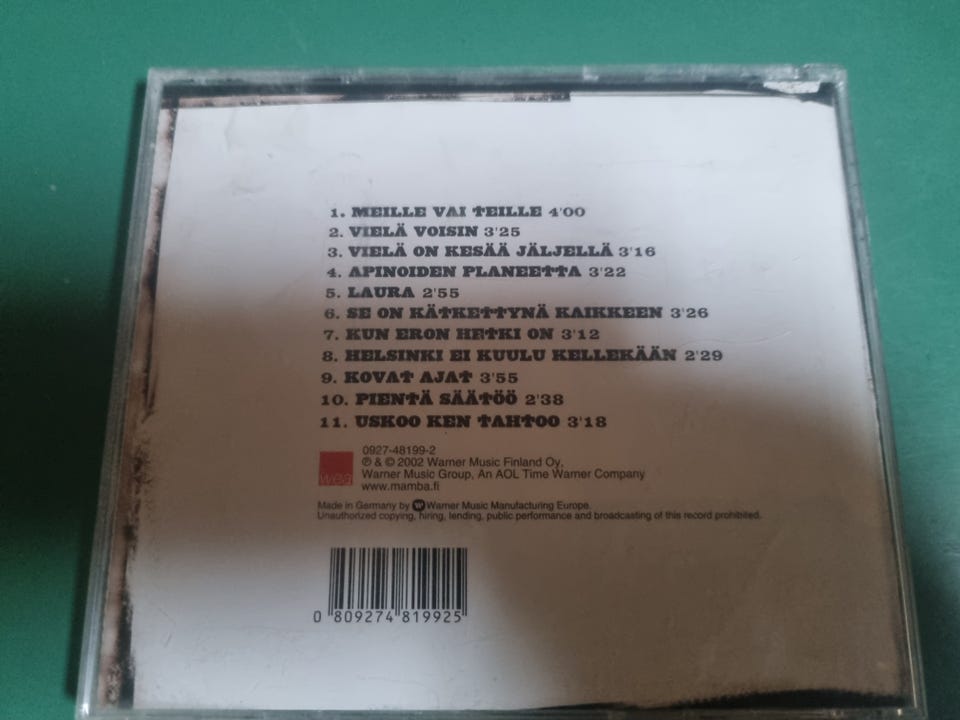 1. MEILLE VAI TEILLE 4'00
2. VIELÄ VOISIN 3'25
3. VIELÄ ON KESÄÄ JÄLJELLÄ 3'16
4. APINOIDEN PLANEETTA 3'22
5. LAURA 2'55
6. SE ON KÄTKETTYNÄ KAIKKEEN 3'26
7. KUN ERON HETKI ON 3'12
8. HELSINKI EI KUULU KELLEKÄÄN 2'29
9. KOVAT AJAT 3'55
10. PIENTÄ SÄÄTÖÖ 2'38
11. USKOO KEN TAHTOO 3'18
0927-48199-2
℗ & © 2002 Warner Music Finland Oy,
wea Warner Music Group, An AOL Time Warner Company
www.mamba.fi
Made in Germany by Warner Music Manufacturing Europe.
Unauthorized copying, hiring, lending, public performance and broadcasting of this record prohibited.
0 809274 819925